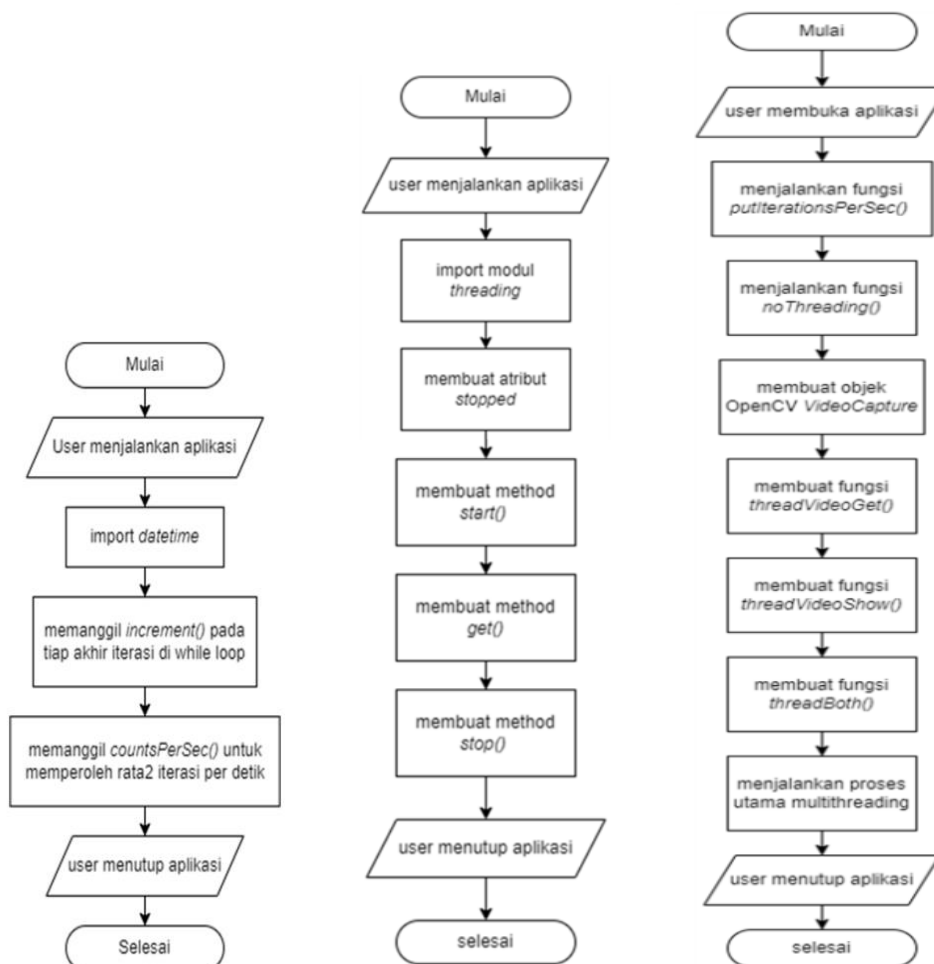 Mulai
User menjalankan aplikasi
import datetime
memanggil increment() pada
tiap akhir iterasi di while loop
memanggil countsPerSec() untuk
memperoleh rata2 iterasi per detik
user menutup aplikasi
Selesai
Mulai
user menjalankan aplikasi
import modul
threading
membuat atribut
stopped
membuat method
start()
membuat method
get()
membuat method
stop()
user menutup aplikasi
selesai
Mulai
user membuka aplikasi
menjalankan fungsi
putIterationsPerSec()
menjalankan fungsi
noThreading()
membuat objek
OpenCV VideoCapture
membuat fungsi
threadVideoGet()
membuat fungsi
threadVideoShow()
membuat fungsi
threadBoth()
menjalankan proses
utama multithreading
user menutup aplikasi
selesai